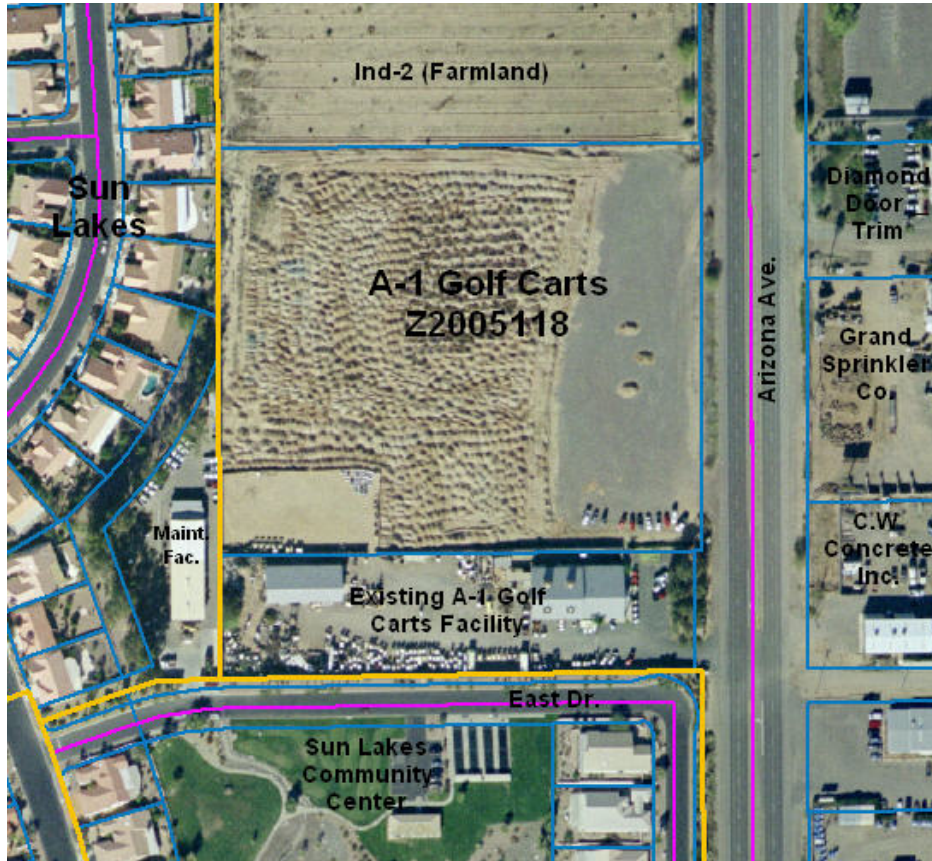 Ind-2 (Farmland)
Sun
Lakes
Diamond
Door
Trim
A-1 Golf Carts
Z2005118
Arizona Ave.
Grand
Sprinkler
Co.
Maint.
Fac.
C.W.
Concrete
Inc.
Existing A-1 Golf
Carts Facility
East Dr.
Sun Lakes
Community
Center